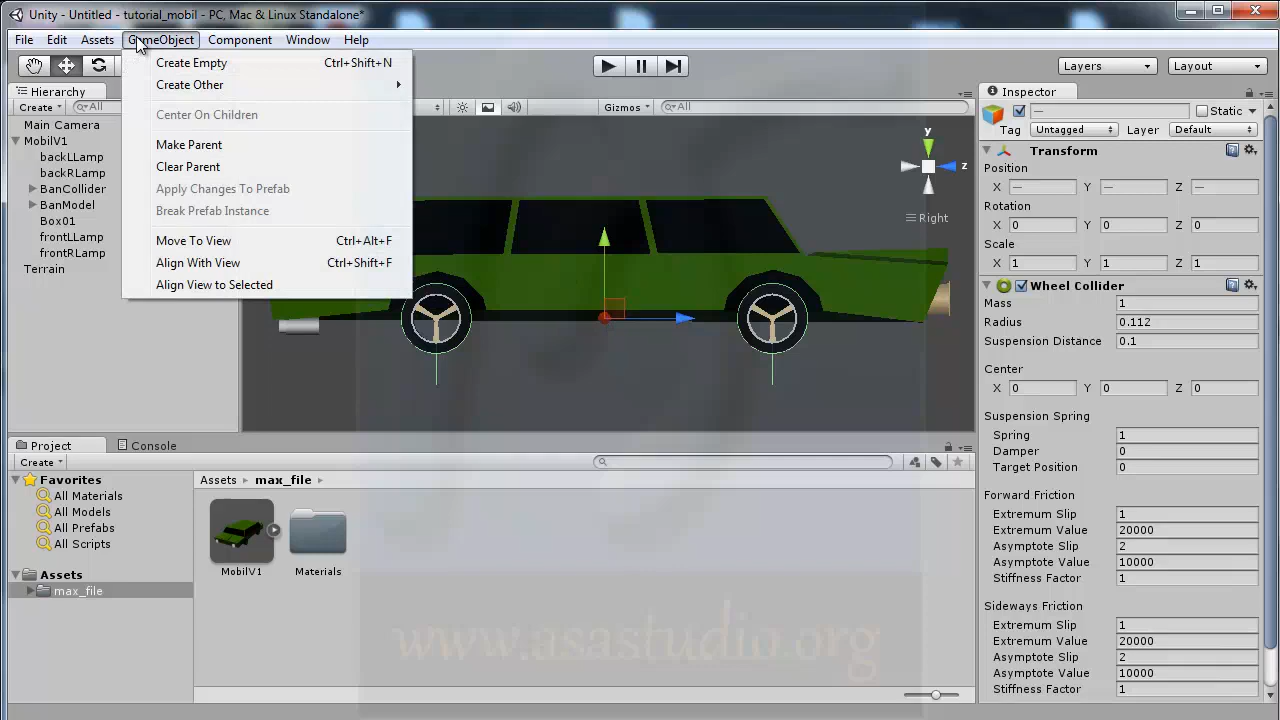 Unity - Untitled - tutorial_mobil - PC, Mac & Linux Standalone*
File Edit Assets GameObject Component Window Help
Layers Layout
Create Empty Ctrl+Shift+N
Create Other
Center On Children
Make Parent
Clear Parent
Apply Changes To Prefab
Break Prefab Instance
Move To View Ctrl+Alt+F
Align With View Ctrl+Shift+F
Align View to Selected
Hierarchy
Create All
Main Camera
MobilV1
backLLamp
backRLamp
BanCollider
BanModel
Box01
frontLLamp
frontRLamp
Terrain
Gizmos All
y
z
Right
Inspector
— Static
Tag Untagged Layer Default
Transform
Position
X — Y — Z —
Rotation
X 0 Y 0 Z 0
Scale
X 1 Y 1 Z 1
Wheel Collider
Mass 1
Radius 0.112
Suspension Distance 0.1
Center
X 0 Y 0 Z 0
Suspension Spring
Spring 1
Damper 0
Target Position 0
Forward Friction
Extremum Slip 1
Extremum Value 20000
Asymptote Slip 2
Asymptote Value 10000
Stiffness Factor 1
Sideways Friction
Extremum Slip 1
Extremum Value 20000
Asymptote Slip 2
Asymptote Value 10000
Stiffness Factor 1
Project Console
Create
Favorites
All Materials
All Models
All Prefabs
All Scripts
Assets
max_file
Assets max_file
MobilV1 Materials
www.asastudio.org